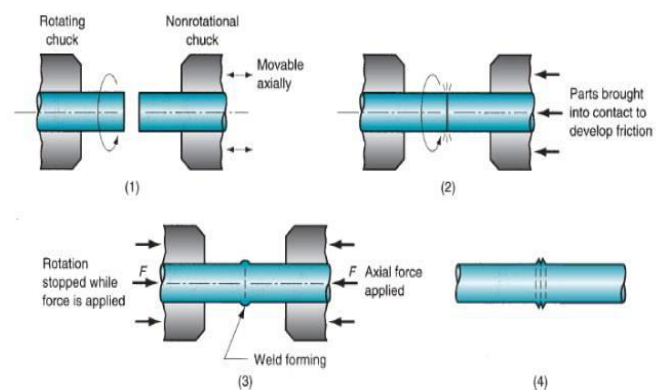 Rotating
chuck
Nonrotational
chuck
Movable
axially
(1)
Parts brought
into contact to
develop friction
(2)
Rotation
stopped while
force is applied
F
F
Axial force
applied
Weld forming
(3)
(4)